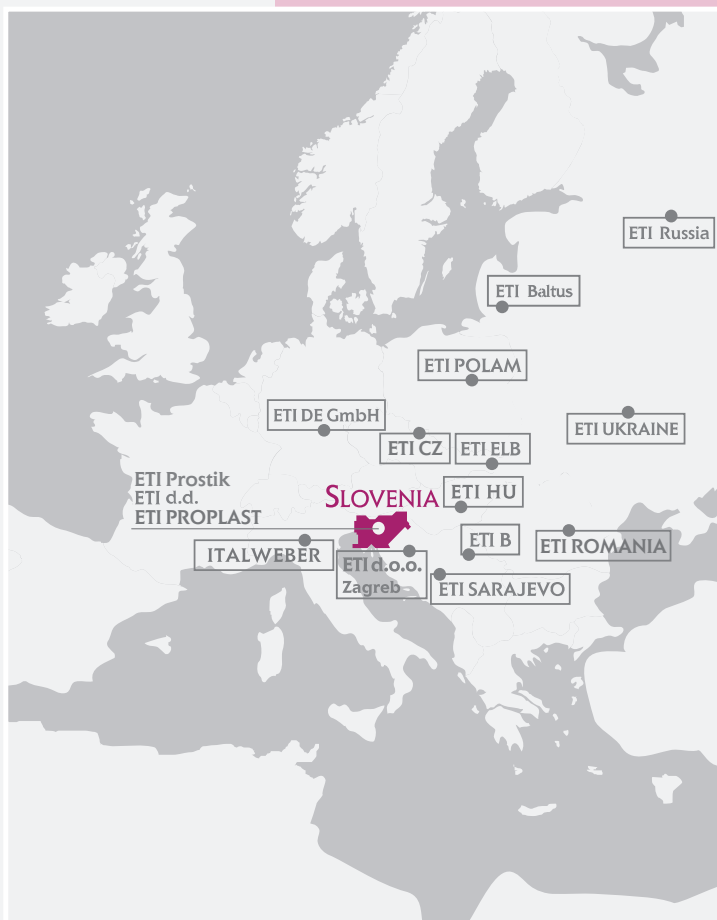 ETI Russia
ETI Baltus
ETI POLAM
ETI DE GmbH
ETI UKRAINE
ETI CZ
ETI ELB
ETI Prostik
ETI d.d.
ETI PROPLAST
SLOVENIA
ETI HU
ETI B
ETI ROMANIA
ITALWEBER
ETI d.o.o.
Zagreb
ETI SARAJEVO